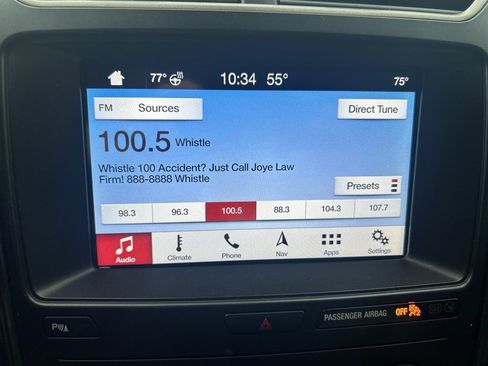 77° 10:34 55° 75°
FM Sources Direct Tune
100.5 Whistle
Whistle 100 Accident? Just Call Joye Law
Firm! 888-8888 Whistle
Presets
98.3 96.3 100.5 88.3 104.3 107.7
Audio Climate Phone Nav Apps Settings
P PASSENGER AIRBAG OFF